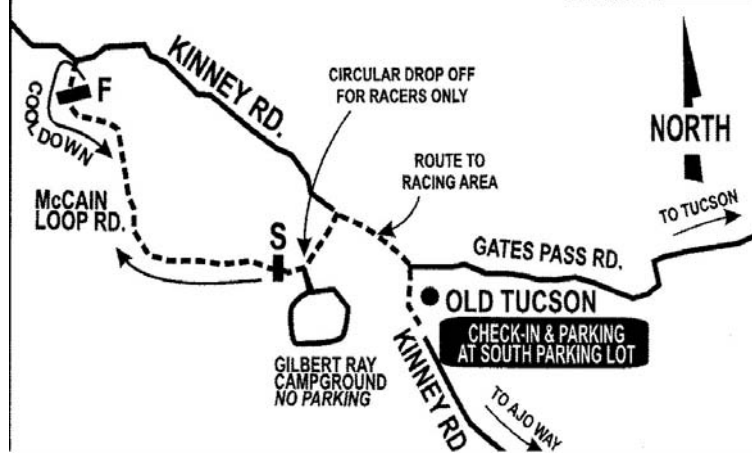 KINNEY RD.
CIRCULAR DROP OFF
FOR RACERS ONLY
F
COOL DOWN
NORTH
ROUTE TO
RACING AREA
McCAIN
LOOP RD.
TO TUCSON
S
GATES PASS RD.
OLD TUCSON
CHECK-IN & PARKING
AT SOUTH PARKING LOT
GILBERT RAY
CAMPGROUND
NO PARKING
KINNEY RD
TO AJO WAY